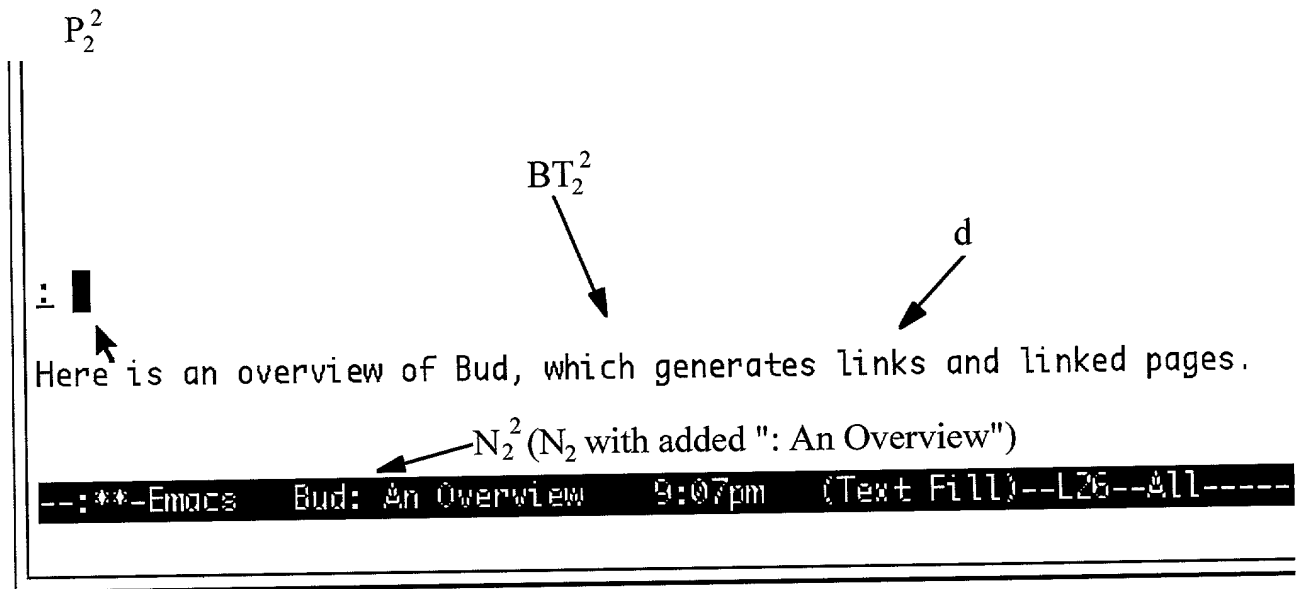 P₂²
BT₂²
d
:
Here is an overview of Bud, which generates links and linked pages.
N₂² (N₂ with added ": An Overview")
--:**-Emacs Bud: An Overview 9:07pm (Text Fill)--L26--All------